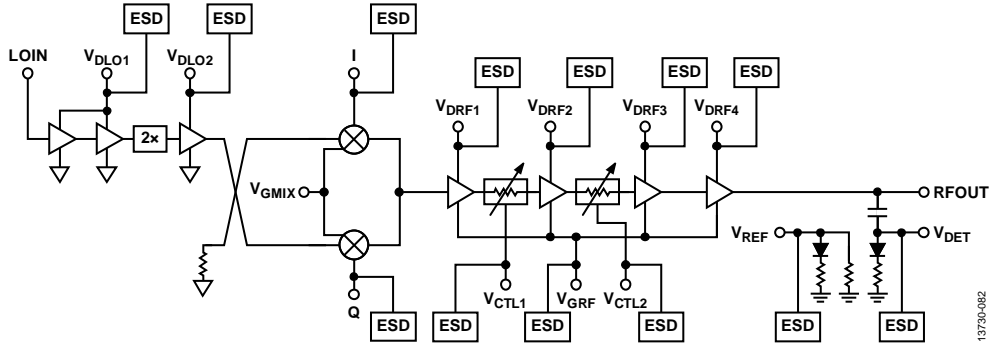 ESD
ESD
ESD
LOIN
VDLO1
VDLO2
I
ESD
ESD
ESD
ESD
VDRF1
VDRF2
VDRF3
VDRF4
2×
VGMIX
RFOUT
VREF
VDET
VCTL1
VGRF
VCTL2
Q
ESD
ESD
ESD
ESD
ESD
ESD
13730-082